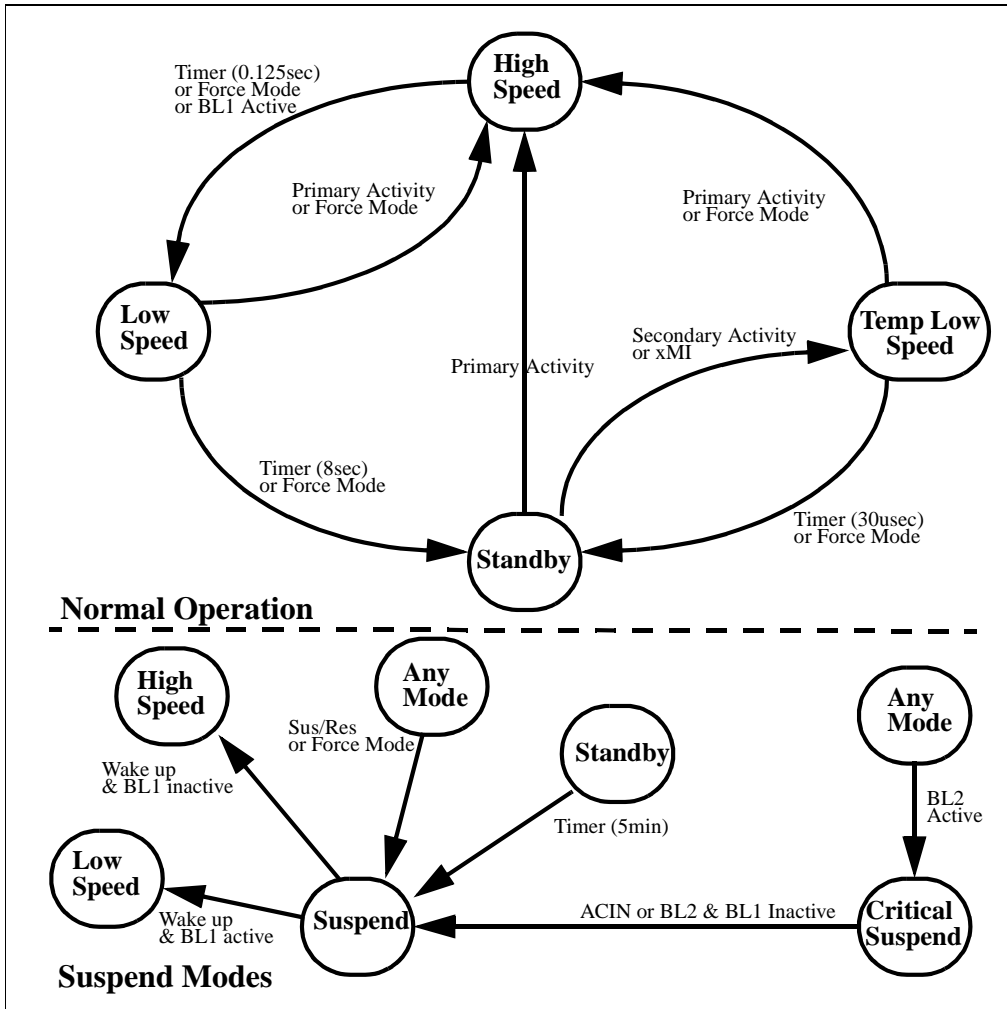 High
Speed
Timer (0.125sec)
or Force Mode
or BL1 Active
Primary Activity
or Force Mode
Primary Activity
or Force Mode
Low
Speed
Temp Low
Speed
Secondary Activity
or xMI
Primary Activity
Timer (8sec)
or Force Mode
Timer (30usec)
or Force Mode
Standby
Normal Operation
High
Speed
Any
Mode
Any
Mode
Sus/Res
or Force Mode
Standby
Wake up
& BL1 inactive
BL2
Active
Timer (5min)
Low
Speed
Wake up
& BL1 active
Suspend
ACIN or BL2 & BL1 Inactive
Critical
Suspend
Suspend Modes